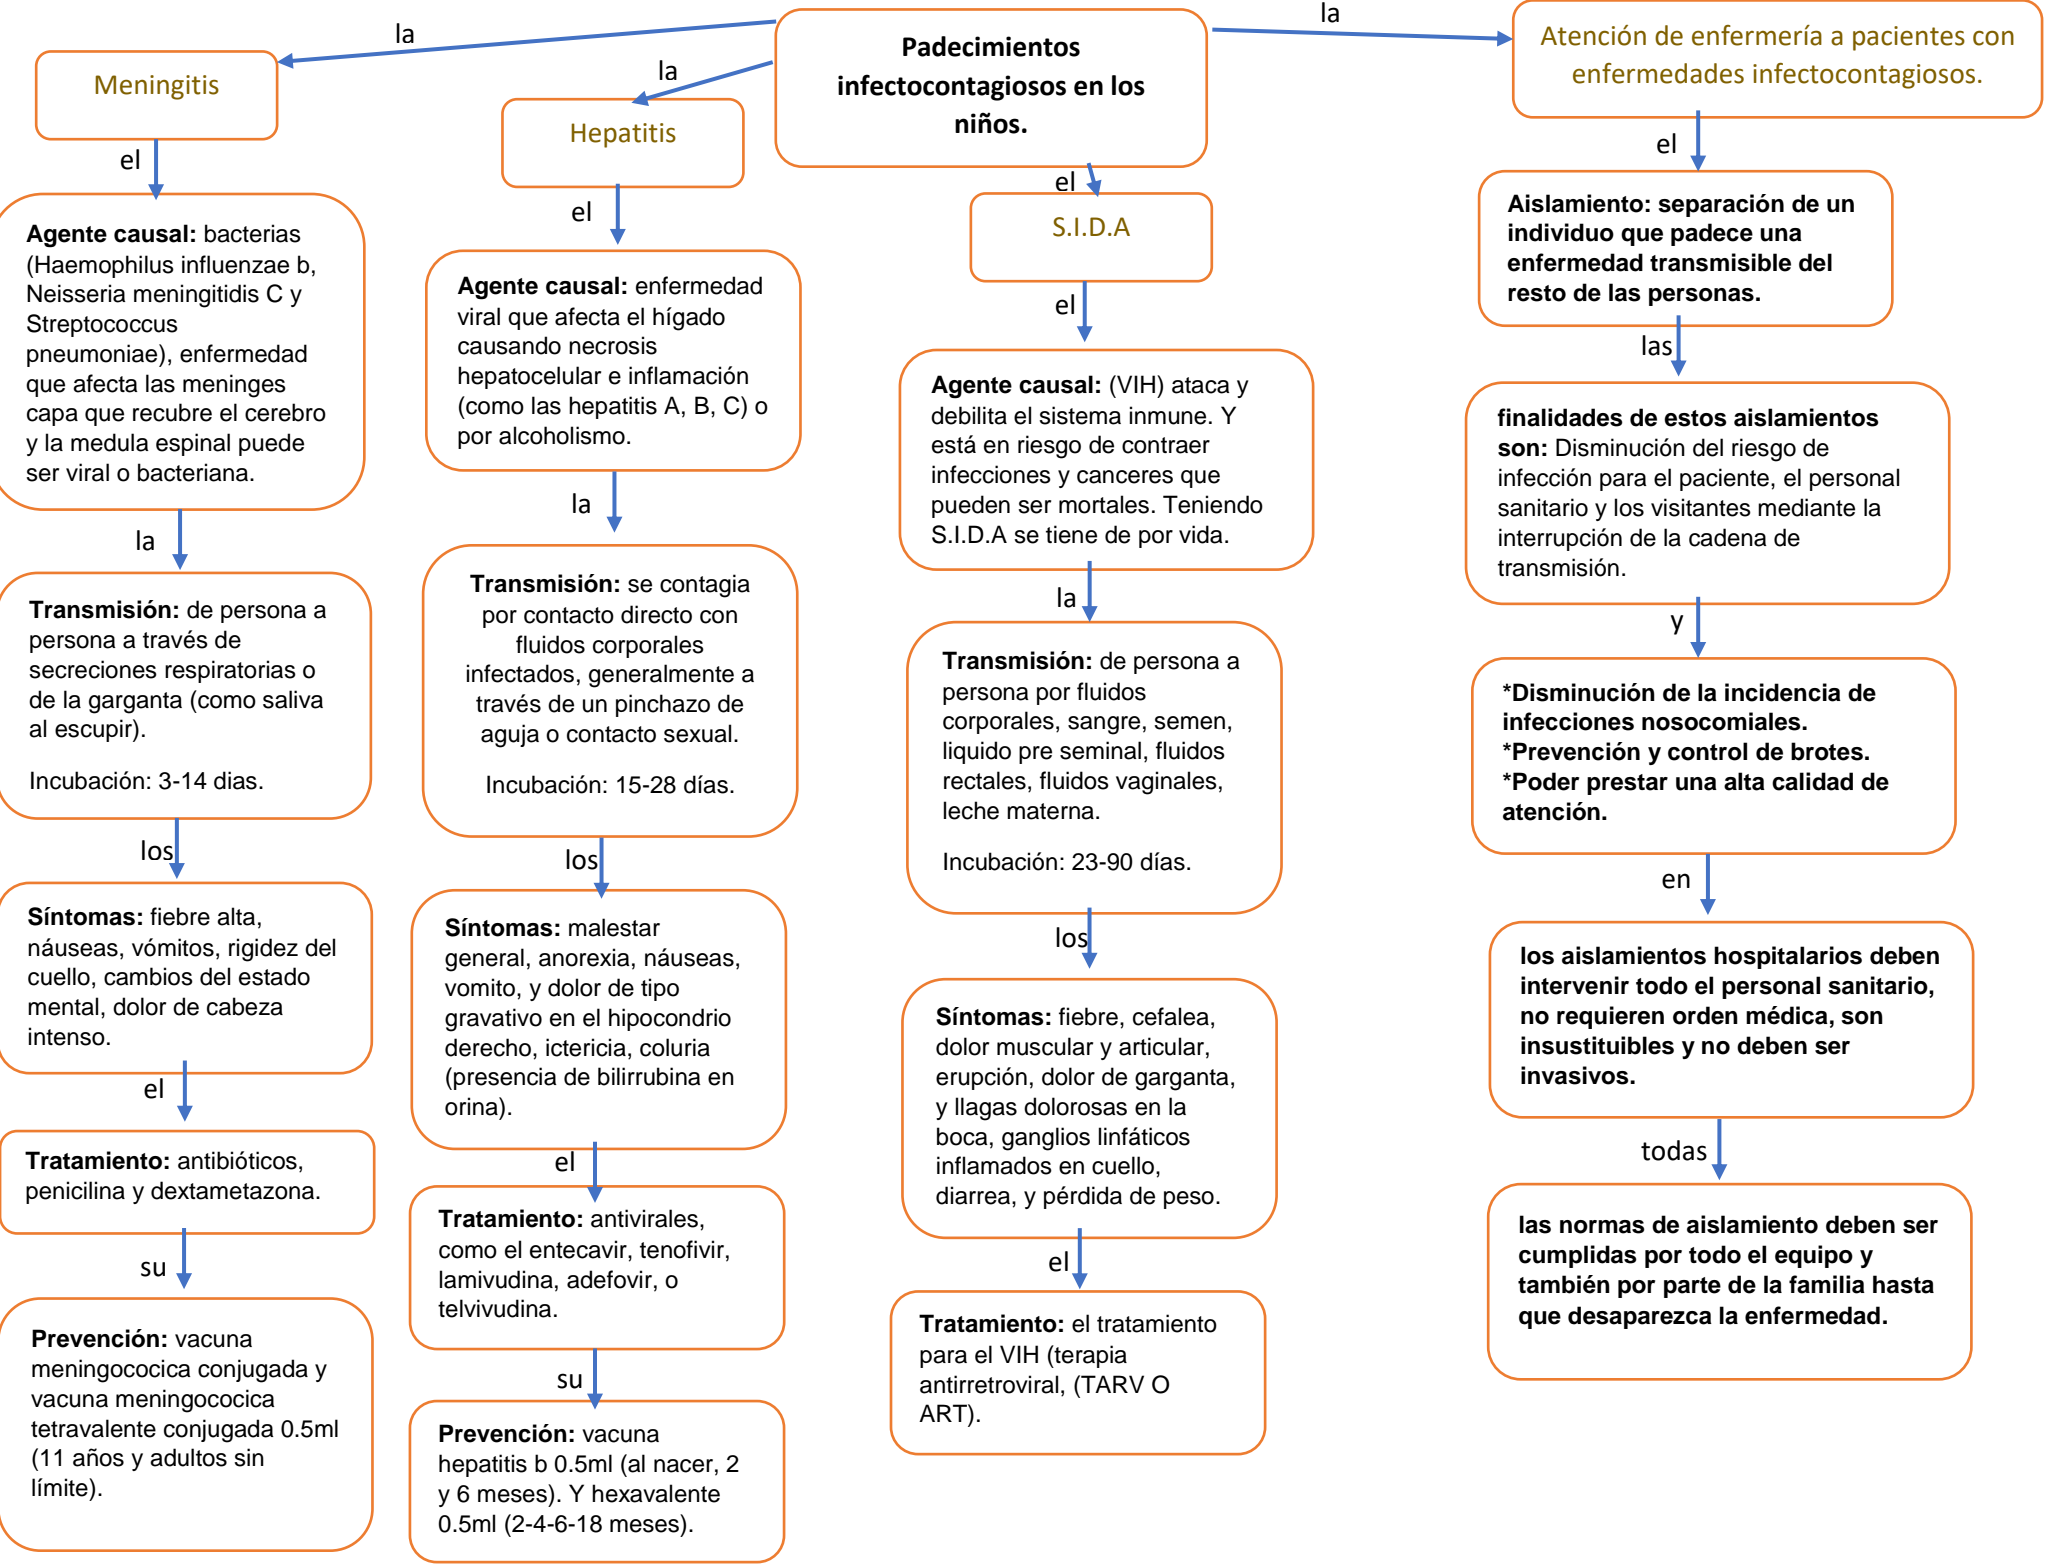 Padecimientos
infectocontagiosos en los
niños.
la
Meningitis
el
Agente causal: bacterias
(Haemophilus influenzae b,
Neisseria meningitidis C y
Streptococcus
pneumoniae), enfermedad
que afecta las meninges
capa que recubre el cerebro
y la medula espinal puede
ser viral o bacteriana.
la
Transmisión: de persona a
persona a través de
secreciones respiratorias o
de la garganta (como saliva
al escupir).
Incubación: 3-14 dias.
los
Síntomas: fiebre alta,
náuseas, vómitos, rigidez del
cuello, cambios del estado
mental, dolor de cabeza
intenso.
el
Tratamiento: antibióticos,
penicilina y dextametazona.
su
Prevención: vacuna
meningococica conjugada y
vacuna meningococica
tetravalente conjugada 0.5ml
(11 años y adultos sin
límite).
la
Hepatitis
el
Agente causal: enfermedad
viral que afecta el hígado
causando necrosis
hepatocelular e inflamación
(como las hepatitis A, B, C) o
por alcoholismo.
la
Transmisión: se contagia
por contacto directo con
fluidos corporales
infectados, generalmente a
través de un pinchazo de
aguja o contacto sexual.
Incubación: 15-28 días.
los
Síntomas: malestar
general, anorexia, náuseas,
vomito, y dolor de tipo
gravativo en el hipocondrio
derecho, ictericia, coluria
(presencia de bilirrubina en
orina).
el
Tratamiento: antivirales,
como el entecavir, tenofivir,
lamivudina, adefovir, o
telvivudina.
su
Prevención: vacuna
hepatitis b 0.5ml (al nacer, 2
y 6 meses). Y hexavalente
0.5ml (2-4-6-18 meses).
el
S.I.D.A
el
Agente causal: (VIH) ataca y
debilita el sistema inmune. Y
está en riesgo de contraer
infecciones y canceres que
pueden ser mortales. Teniendo
S.I.D.A se tiene de por vida.
la
Transmisión: de persona a
persona por fluidos
corporales, sangre, semen,
liquido pre seminal, fluidos
rectales, fluidos vaginales,
leche materna.
Incubación: 23-90 días.
los
Síntomas: fiebre, cefalea,
dolor muscular y articular,
erupción, dolor de garganta,
y llagas dolorosas en la
boca, ganglios linfáticos
inflamados en cuello,
diarrea, y pérdida de peso.
el
Tratamiento: el tratamiento
para el VIH (terapia
antirretroviral, (TARV O
ART).
la
Atención de enfermería a pacientes con
enfermedades infectocontagiosos.
el
Aislamiento: separación de un
individuo que padece una
enfermedad transmisible del
resto de las personas.
las
finalidades de estos aislamientos
son: Disminución del riesgo de
infección para el paciente, el personal
sanitario y los visitantes mediante la
interrupción de la cadena de
transmisión.
y
*Disminución de la incidencia de
infecciones nosocomiales.
*Prevención y control de brotes.
*Poder prestar una alta calidad de
atención.
en
los aislamientos hospitalarios deben
intervenir todo el personal sanitario,
no requieren orden médica, son
insustituibles y no deben ser
invasivos.
todas
las normas de aislamiento deben ser
cumplidas por todo el equipo y
también por parte de la familia hasta
que desaparezca la enfermedad.